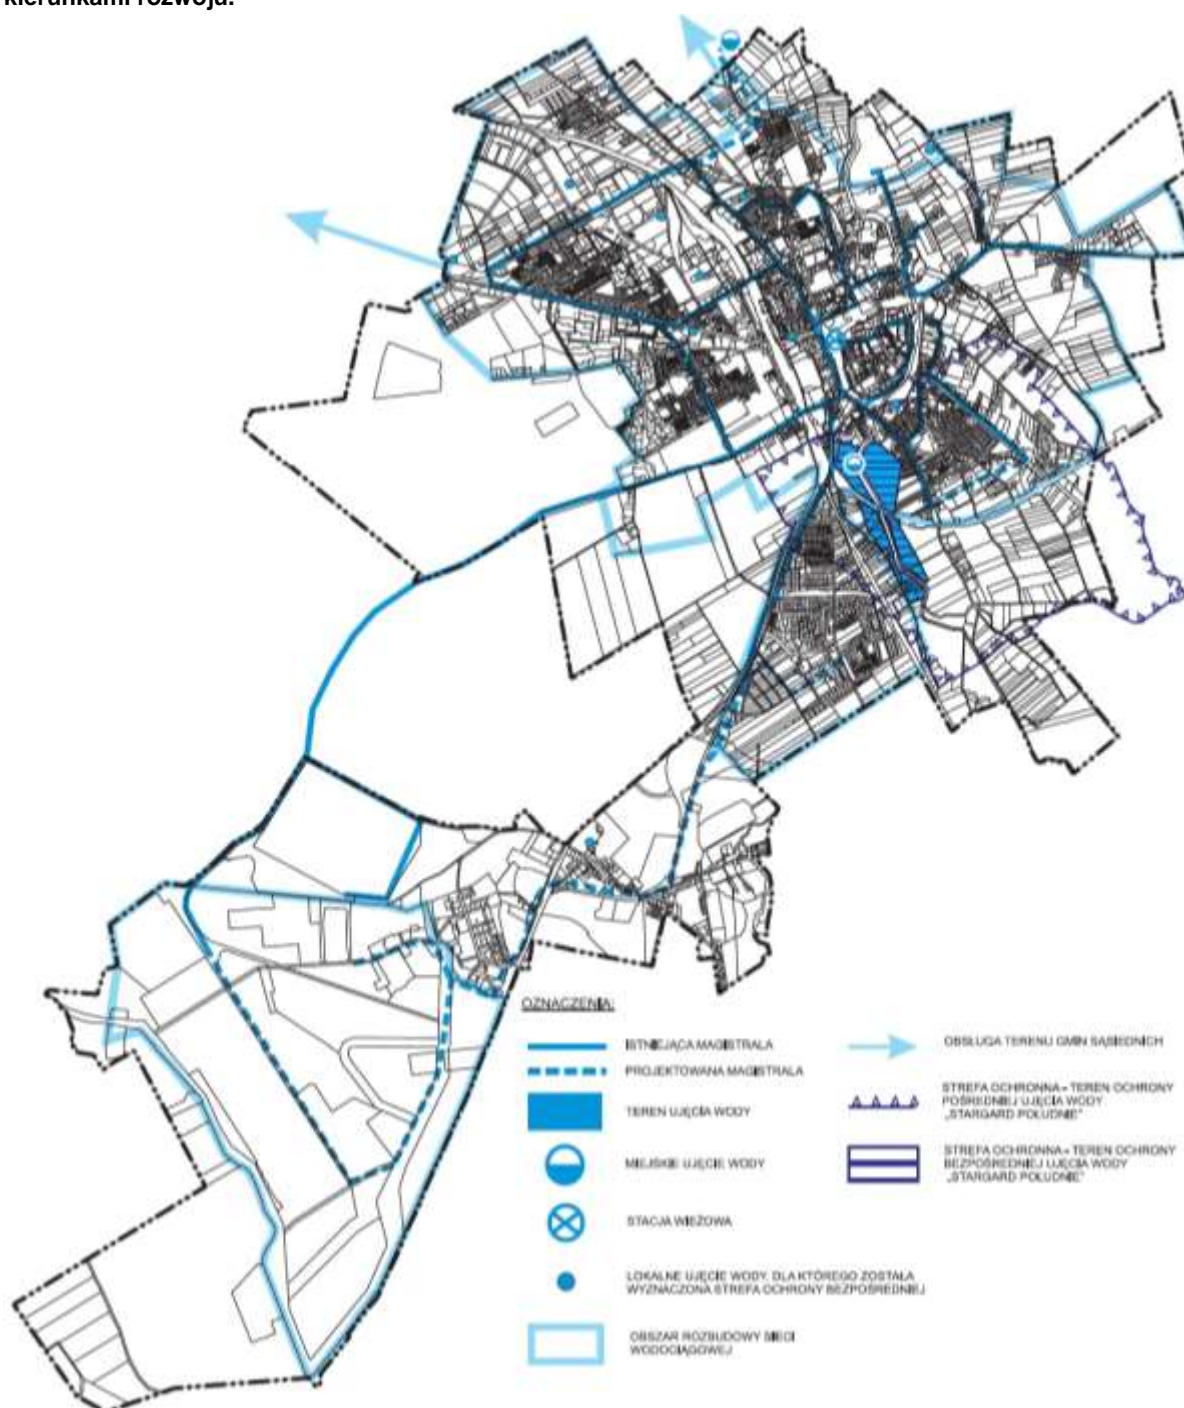 kierunkami rozwoju.
OZNACZENIA:
ISTNIEJĄCA MAGISTRALA
PROJEKTOWANA MAGISTRALA
TEREN UJĘCIA WODY
MIEJSKIE UJĘCIE WODY
STACJA WIEŻOWA
LOKALNE UJĘCIE WODY, DLA KTÓREGO ZOSTAŁA
WYZNACZONA STREFA OCHRONY BEZPOŚREDNIEJ
OBSZAR ROZBUDOWY SIECI
WODOCIĄGOWEJ
OBSŁUGA TERENU GMIN SĄSIEDNICH
STREFA OCHRONNA - TEREN OCHRONY
POŚREDNIEJ UJĘCIA WODY
„STARGARD POŁUDNIE"
STREFA OCHRONNA - TEREN OCHRONY
BEZPOŚREDNIEJ UJĘCIA WODY
„STARGARD POŁUDNIE"